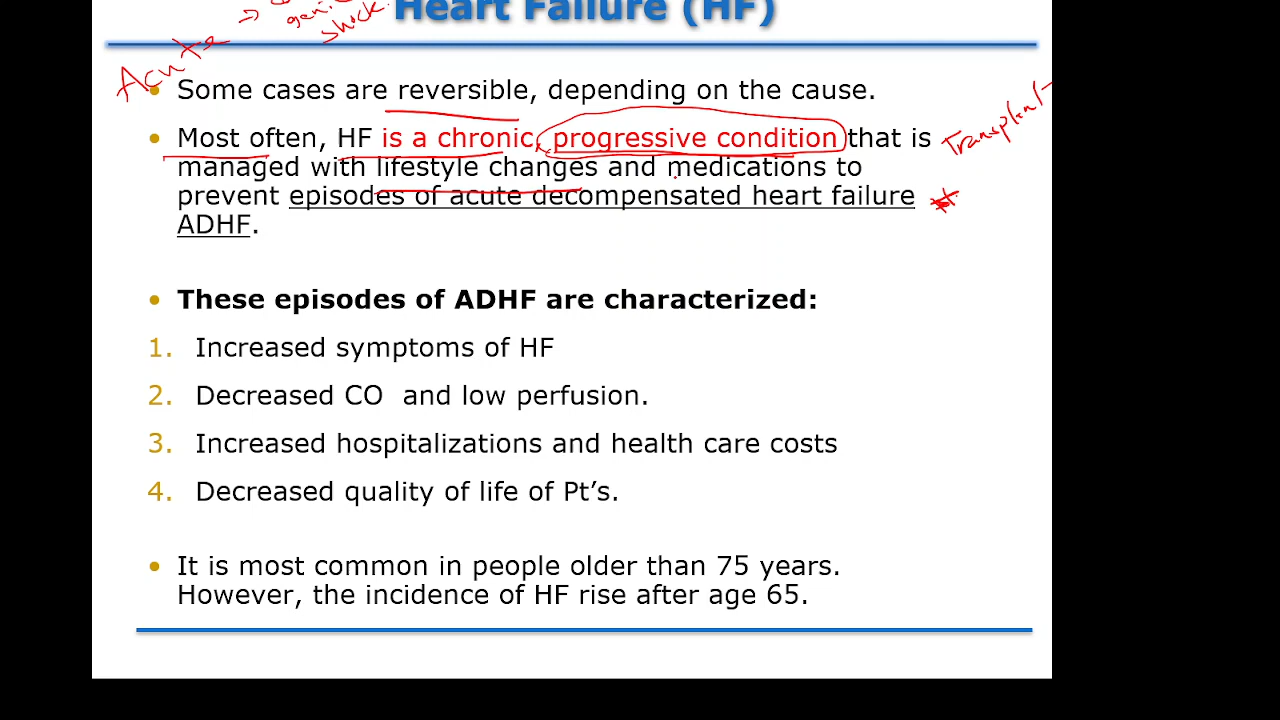 Heart Failure (HF)
Acute → genic
shock.
• Some cases are reversible, depending on the cause.
• Most often, HF is a chronic, progressive condition that is
Transplant
managed with lifestyle changes and medications to
prevent episodes of acute decompensated heart failure
ADHF.
• These episodes of ADHF are characterized:
1. Increased symptoms of HF
2. Decreased CO and low perfusion.
3. Increased hospitalizations and health care costs
4. Decreased quality of life of Pt’s.
• It is most common in people older than 75 years.
However, the incidence of HF rise after age 65.